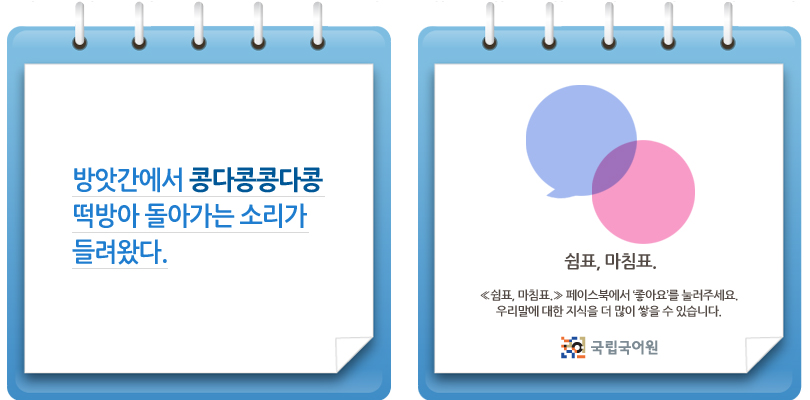 방앗간에서 콩다콩콩다콩
떡방아 돌아가는 소리가
들려왔다.
쉼표, 마침표.
≪쉼표, 마침표.≫ 페이스북에서 '좋아요'를 눌러주세요.
우리말에 대한 지식을 더 많이 쌓을 수 있습니다.
국립국어원